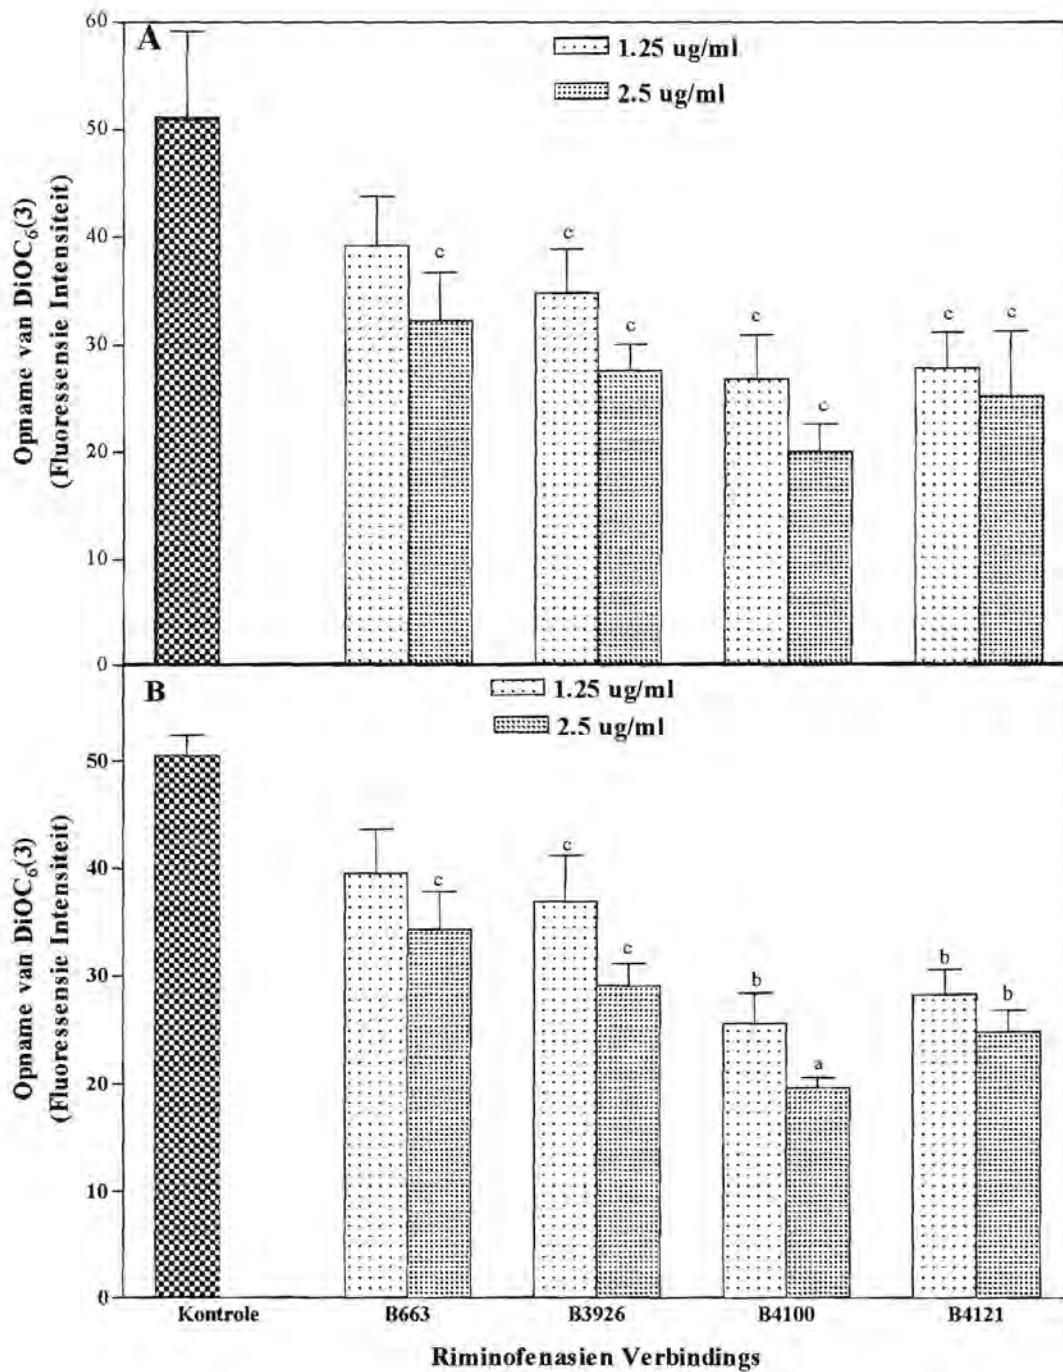 A
1.25 ug/ml
2.5 ug/ml
60
50
40
30
20
10
0
Opname van DiOC6(3)
(Fluoressensie Intensiteit)
c
c
c
c
c
c
c
B
1.25 ug/ml
2.5 ug/ml
50
40
30
20
10
0
Opname van DiOC6(3)
(Fluoressensie Intensiteit)
c
c
c
b
a
b
b
Kontrole B663 B3926 B4100 B4121
Riminofenasien Verbindings